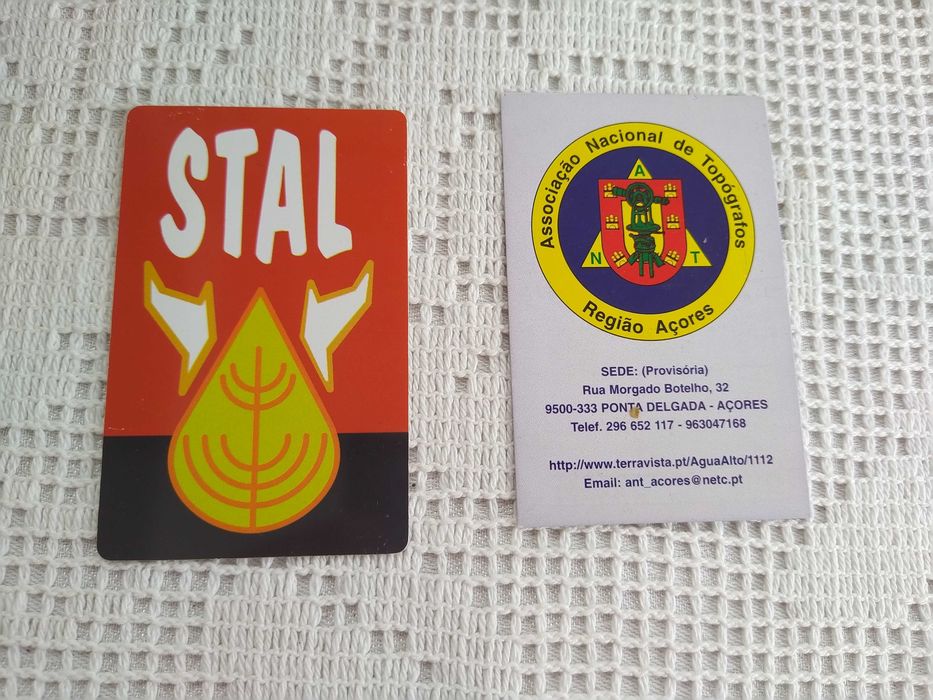 STAL
Associação Nacional de Topógrafos
A
N T
Região Açores
SEDE: (Provisória)
Rua Morgado Botelho, 32
9500-333 PONTA DELGADA - AÇORES
Telef. 296 652 117 - 963047168
http://www.terravista.pt/AguaAlto/1112
Email: ant_acores@netc.pt